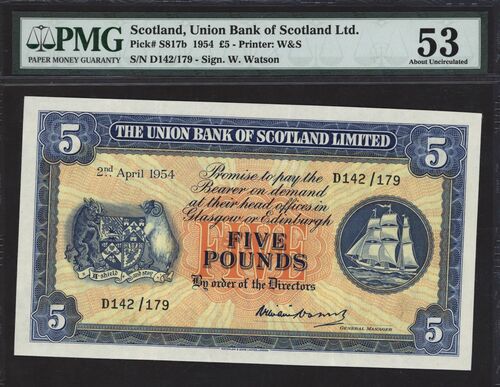 PMG
PAPER MONEY GUARANTY
Scotland, Union Bank of Scotland Ltd.
Pick# S817b 1954 £5 - Printer: W&S
S/N D142/179 - Sign. W. Watson
53
About Uncirculated
5 5
THE UNION BANK OF SCOTLAND LIMITED
2nd April 1954
Promise to pay the
Bearer on demand
at their head offices in
Glasgow or Edinburgh
D142/179
FIVE
FIVE
POUNDS
By order of the Directors
D142/179
GENERAL MANAGER
5 5